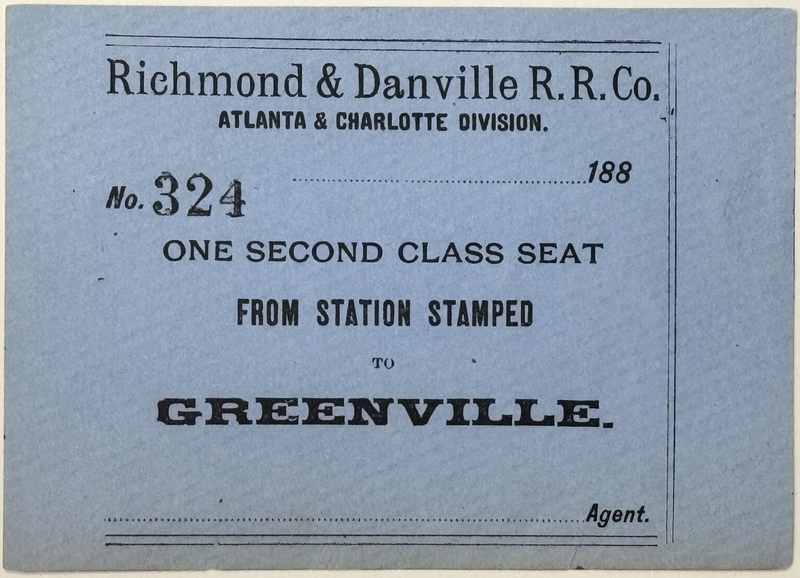 Richmond & Danville R. R. Co.
ATLANTA & CHARLOTTE DIVISION.
188
No. 324
ONE SECOND CLASS SEAT
FROM STATION STAMPED
TO
GREENVILLE.
Agent.